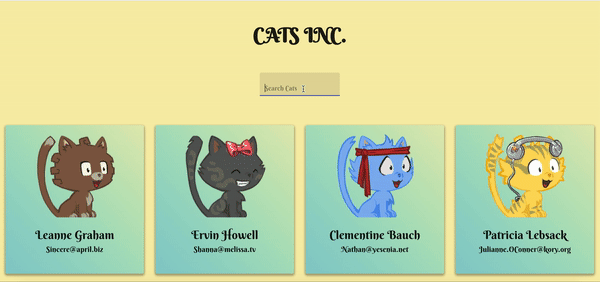 CATS INC.
Search Cats
Leanne Graham
Sincere@april.biz
Ervin Howell
Shanna@melissa.tv
Clementine Bauch
Nathan@yesenia.net
Patricia Lebsack
Julianne.OConner@kory.org